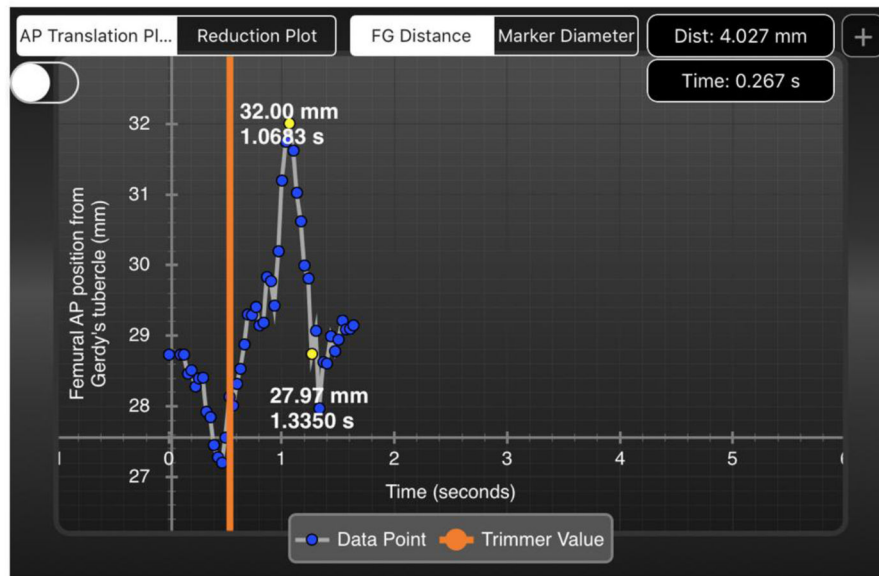 AP Translation Pl... Reduction Plot FG Distance Marker Diameter Dist: 4.027 mm +
Time: 0.267 s
32.00 mm
1.0683 s
32
31
30
29
28
27
Femural AP position from
Gerdy's tubercle (mm)
27.97 mm
1.3350 s
0 1 2 3 4 5
Time (seconds)
Data Point Trimmer Value